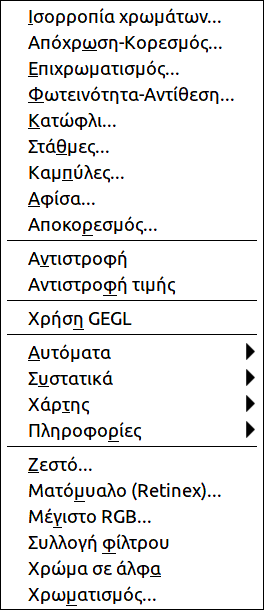 Ισορροπία χρωμάτων...
Απόχρωση-Κορεσμός...
Επιχρωματισμός...
Φωτεινότητα-Αντίθεση...
Κατώφλι...
Στάθμες...
Καμπύλες...
Αφίσα...
Αποκορεσμός...
Αντιστροφή
Αντιστροφή τιμής
Χρήση GEGL
Αυτόματα
Συστατικά
Χάρτης
Πληροφορίες
Ζεστό...
Ματόμυαλο (Retinex)...
Μέγιστο RGB...
Συλλογή φίλτρου
Χρώμα σε άλφα
Χρωματισμός...